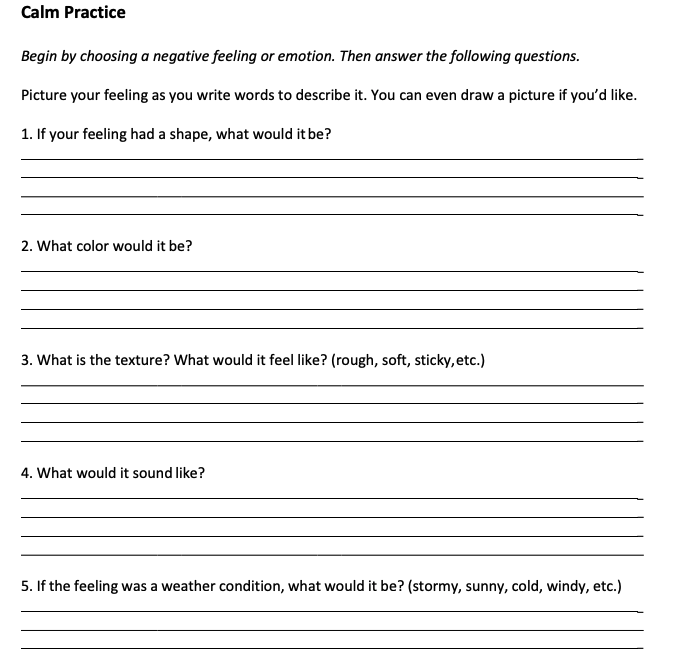 Calm Practice
Begin by choosing a negative feeling or emotion. Then answer the following questions.
Picture your feeling as you write words to describe it. You can even draw a picture if you’d like.
1. If your feeling had a shape, what would it be?
2. What color would it be?
3. What is the texture? What would it feel like? (rough, soft, sticky, etc.)
4. What would it sound like?
5. If the feeling was a weather condition, what would it be? (stormy, sunny, cold, windy, etc.)